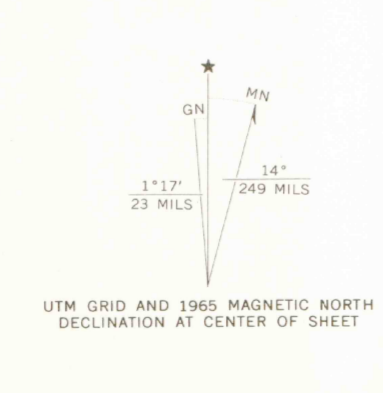 ★
GN
MN
1°17'
23 MILS
14°
249 MILS
UTM GRID AND 1965 MAGNETIC NORTH
DECLINATION AT CENTER OF SHEET